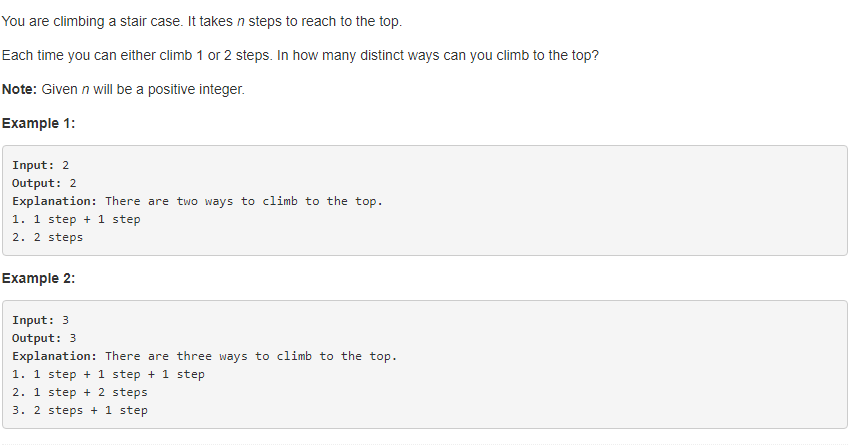 You are climbing a stair case. It takes n steps to reach to the top.
Each time you can either climb 1 or 2 steps. In how many distinct ways can you climb to the top?
Note: Given n will be a positive integer.
Example 1:
Input: 2
Output: 2
Explanation: There are two ways to climb to the top.
1. 1 step + 1 step
2. 2 steps
Example 2:
Input: 3
Output: 3
Explanation: There are three ways to climb to the top.
1. 1 step + 1 step + 1 step
2. 1 step + 2 steps
3. 2 steps + 1 step